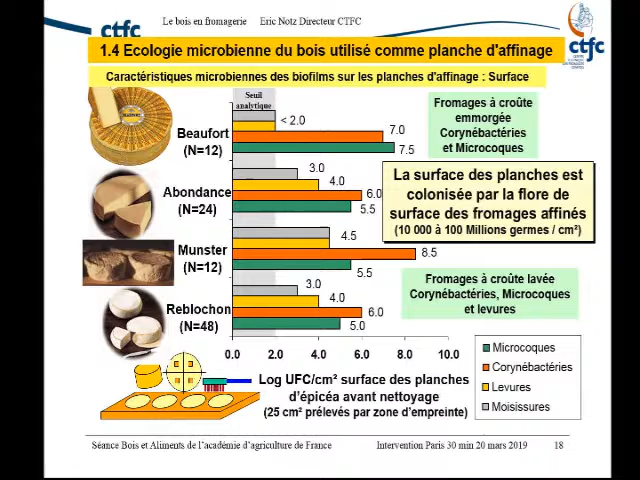 ctfc
Le bois en fromagerie Eric Notz Directeur CTFC
ctfc
1.4 Ecologie microbienne du bois utilisé comme planche d'affinage
Caractéristiques microbiennes des biofilms sur les planches d'affinage : Surface
Seuil
analytique
Beaufort
(N=12)
< 2.0
7.0
7.5
Abondance
(N=24)
3.0
4.0
6.0
5.5
Munster
(N=12)
4.5
8.5
5.5
Reblochon
(N=48)
3.0
4.0
6.0
5.0
0.0 2.0 4.0 6.0 8.0 10.0
Fromages à croûte
emmorgée
Corynébactéries
et Microcoques
La surface des planches est
colonisée par la flore de
surface des fromages affinés
(10 000 à 100 Millions germes / cm²)
Fromages à croûte lavée
Corynébactéries, Microcoques
et levures
Microcoques
Corynébactéries
Levures
Moisissures
Log UFC/cm² surface des planches
d'épicéa avant nettoyage
(25 cm² prélevés par zone d'empreinte)
Séance Bois et Aliments de l'académie d'agriculture de France Intervention Paris 30 min 20 mars 2019 18